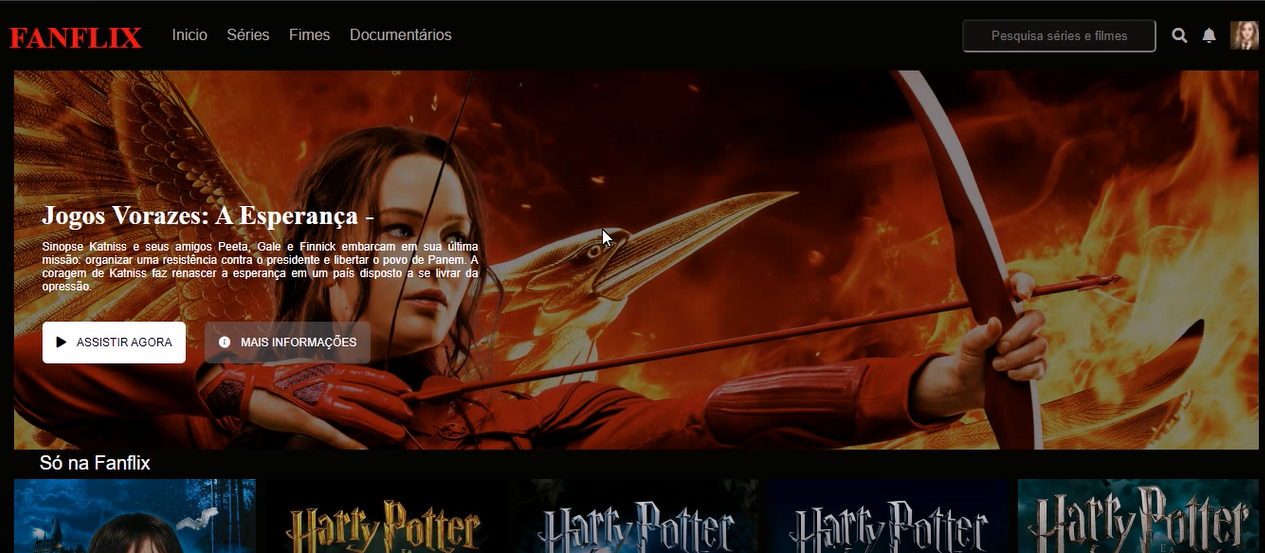 FANFLIX Inicio Séries Fimes Documentários Pesquisa séries e filmes
Jogos Vorazes: A Esperança -
Sinopse Katniss e seus amigos Peeta, Gale e Finnick embarcam em sua última
missão: organizar uma resistência contra o presidente e libertar o povo de Panem. A
coragem de Katniss faz renascer a esperança em um país disposto a se livrar da
opressão.
ASSISTIR AGORA MAIS INFORMAÇÕES
Só na Fanflix
Harry Potter Harry Potter Harry Potter Harry Potter